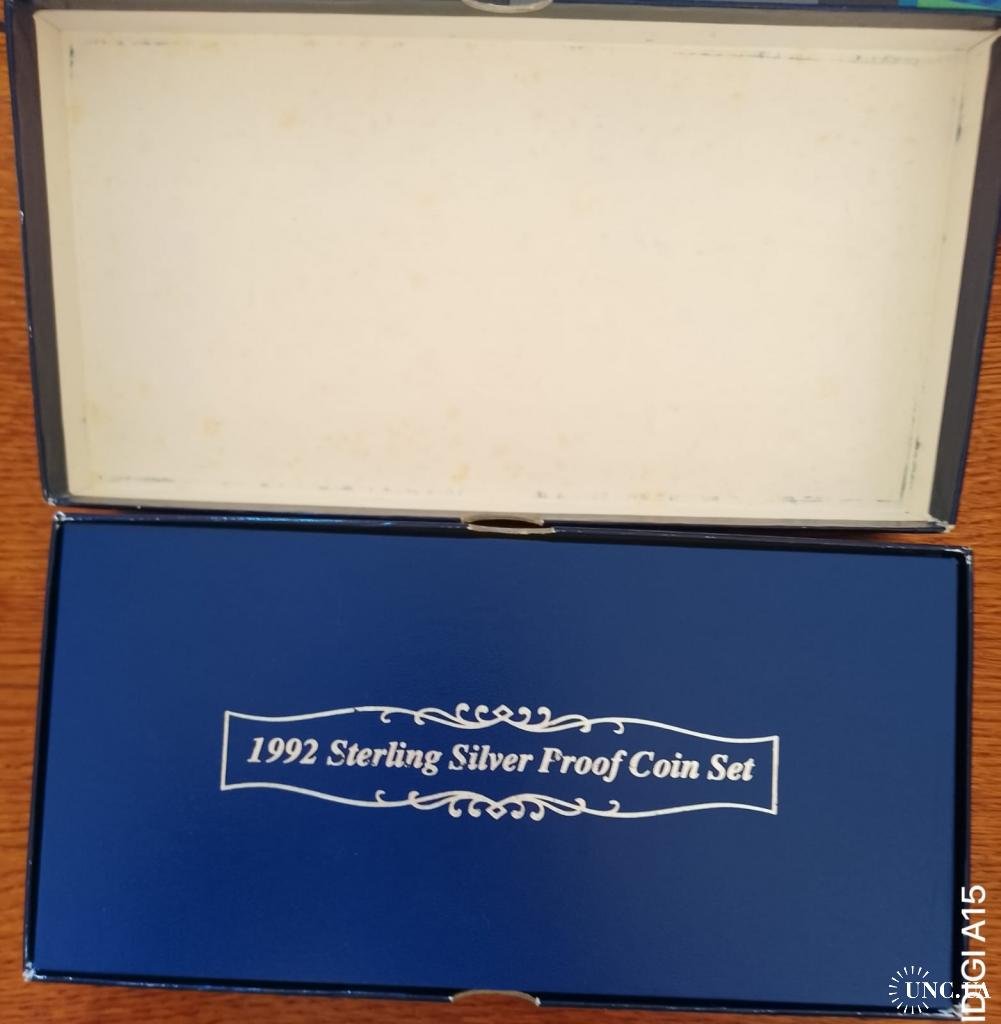 1992 Sterling Silver Proof Coin Set
IDIGI A15
UNC.UA